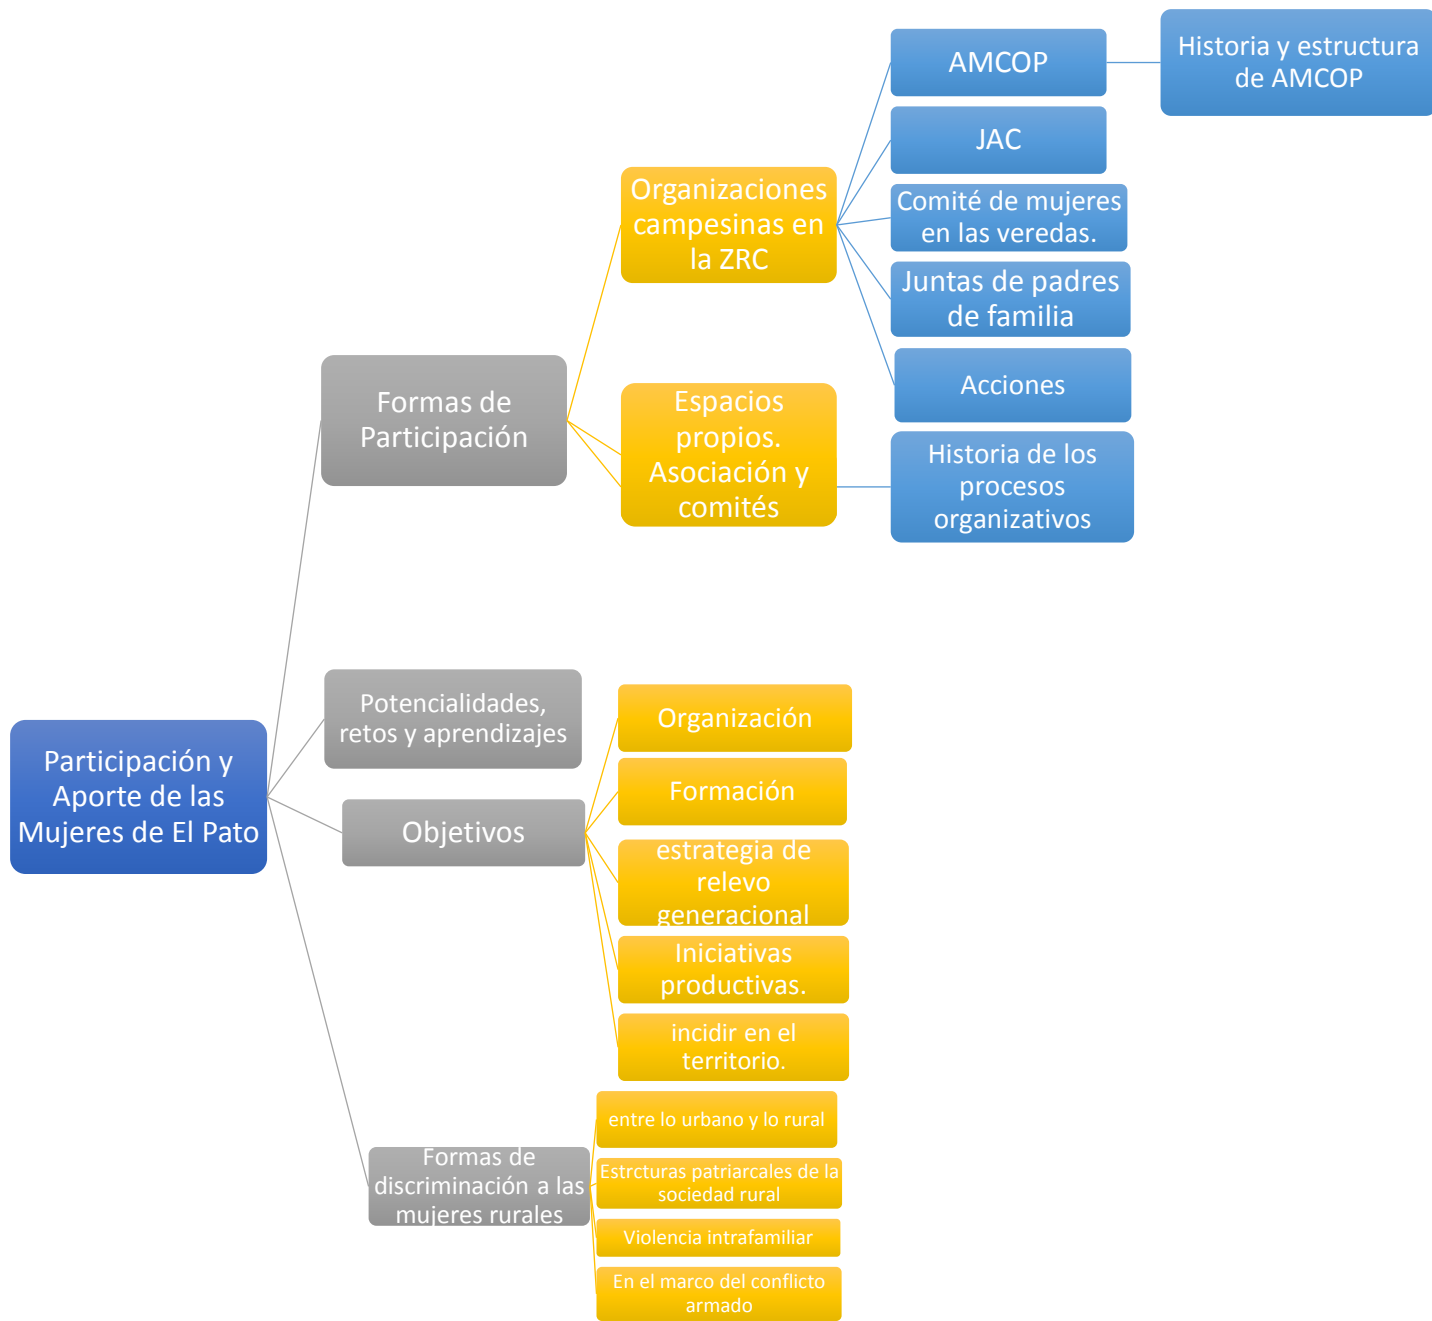 AMCOP
Historia y estructura
de AMCOP
JAC
Organizaciones
campesinas en
la ZRC
Comité de mujeres
en las veredas.
Juntas de padres
de familia
Acciones
Formas de
Participación
Espacios
propios.
Asociación y
comités
Historia de los
procesos
organizativos
Participación y
Aporte de las
Mujeres de El Pato
Potencialidades,
retos y aprendizajes
Objetivos
Organización
Formación
estrategia de
relevo
generacional
Iniciativas
productivas.
incidir en el
territorio.
Formas de
discriminación a las
mujeres rurales
entre lo urbano y lo rural
Estrcturas patriarcales de la
sociedad rural
Violencia intrafamiliar
En el marco del conflicto
armado